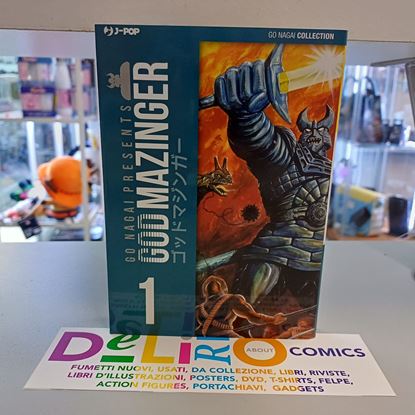 J-POP
GO NAGAI COLLECTION
GO NAGAI PRESENTS
GOD MAZINGER
ゴッドマジンガー
1
DeLiRiO
ABOUT
COMICS
FUMETTI NUOVI, USATI, DA COLLEZIONE, LIBRI, RIVISTE,
LIBRI D'ILLUSTRAZIONI, POSTERS, DVD, T-SHIRTS, FELPE,
ACTION FIGURES, PORTACHIAVI, GADGETS